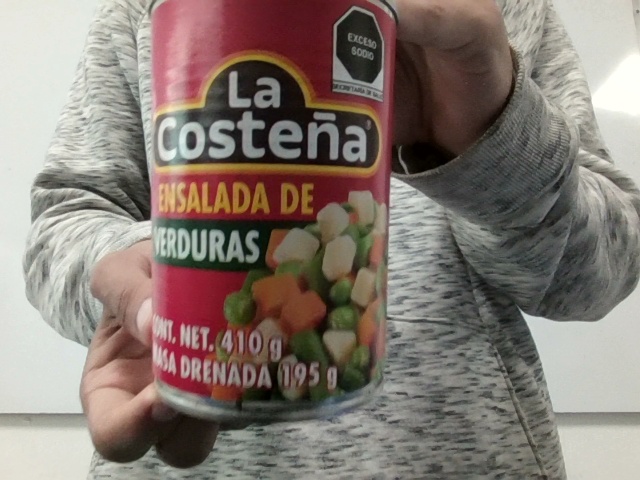 EXCESO
SODIO
SECRETARÍA DE SALUD
La
Costeña
ENSALADA DE
VERDURAS
CONT. NET. 410 g
MASA DRENADA 195 g